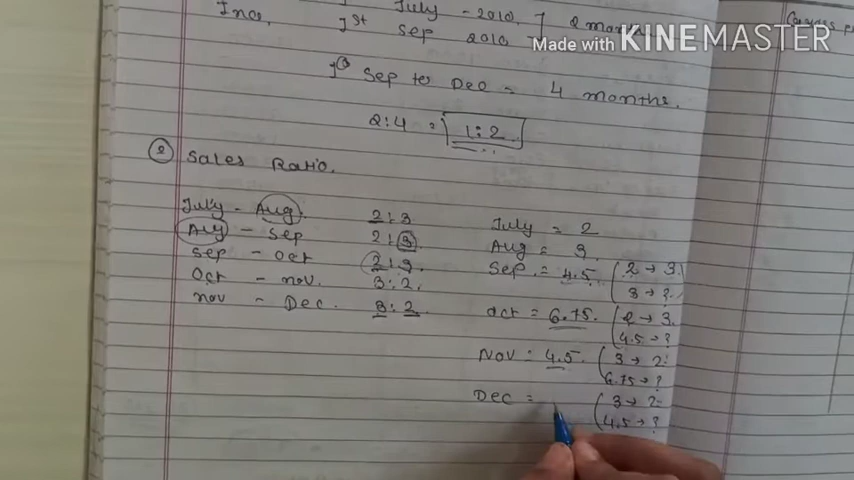 July - 2010. 2 months
Inc.
1st Sep 2010
Made with KINEMASTER
1st Sep to Dec = 4 months.
2:4 = 1:2
② Sales Ratio.
July - Aug. 2:3
Aug - Sep 2:3
Sep - Oct 2:3.
Oct - nov. 3:2.
nov - Dec. 3:2.
July = 2
Aug = 3.
Sep. = 4.5 (2 → 3.
3 → ?
Oct = 6.75. (2 → 3.
4.5 → ?
Nov = 4.5. (3 → 2:
6.75 → ?
Dec = (3 → 2:
4.5 → ?